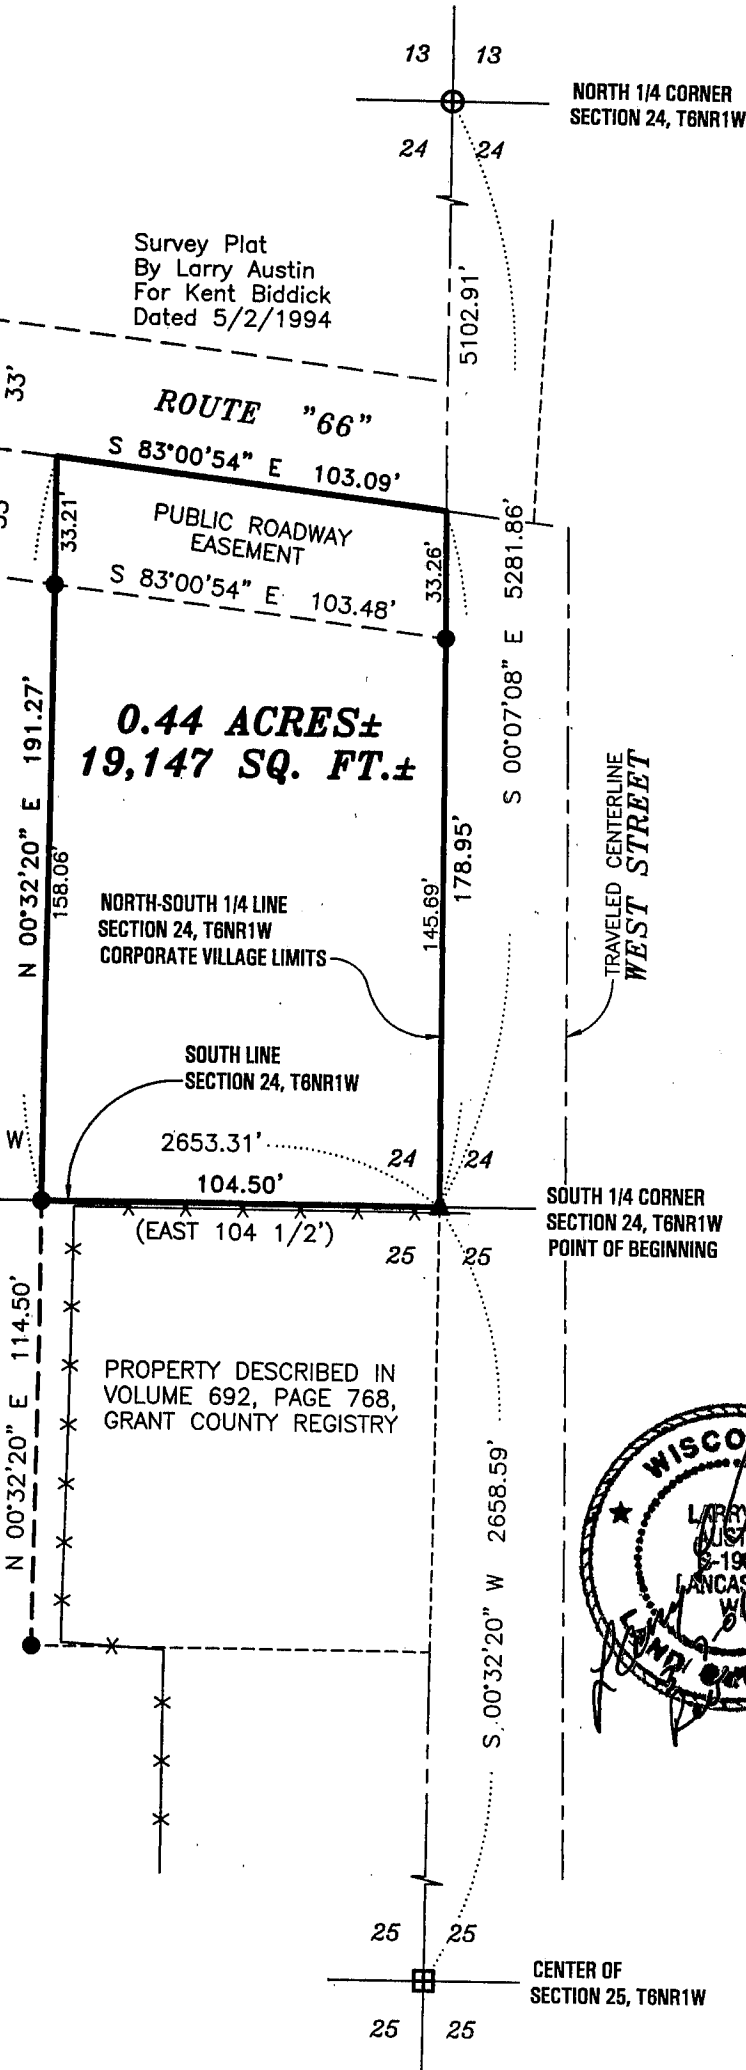 13 13
NORTH 1/4 CORNER
SECTION 24, T6NR1W
24 24
Survey Plat
By Larry Austin
For Kent Biddick
Dated 5/2/1994
5102.91'
33'
ROUTE "66"
S 83°00'54" E 103.09'
33.21'
PUBLIC ROADWAY
EASEMENT
33.26'
S 83°00'54" E 103.48'
S 00°07'08" E 5281.86'
0.44 ACRES±
19,147 SQ. FT.±
N 00°32'20" E 191.27'
158.06'
178.95'
145.69'
TRAVELED CENTERLINE
WEST STREET
NORTH-SOUTH 1/4 LINE
SECTION 24, T6NR1W
CORPORATE VILLAGE LIMITS
SOUTH LINE
SECTION 24, T6NR1W
W
2653.31'
24 24
104.50'
(EAST 104 1/2')
SOUTH 1/4 CORNER
SECTION 24, T6NR1W
POINT OF BEGINNING
25 25
N 00°32'20" E 114.50'
PROPERTY DESCRIBED IN
VOLUME 692, PAGE 768,
GRANT COUNTY REGISTRY
S 00°32'20" W 2658.59'
WISCO
LAND
25 25
CENTER OF
SECTION 25, T6NR1W
25 25